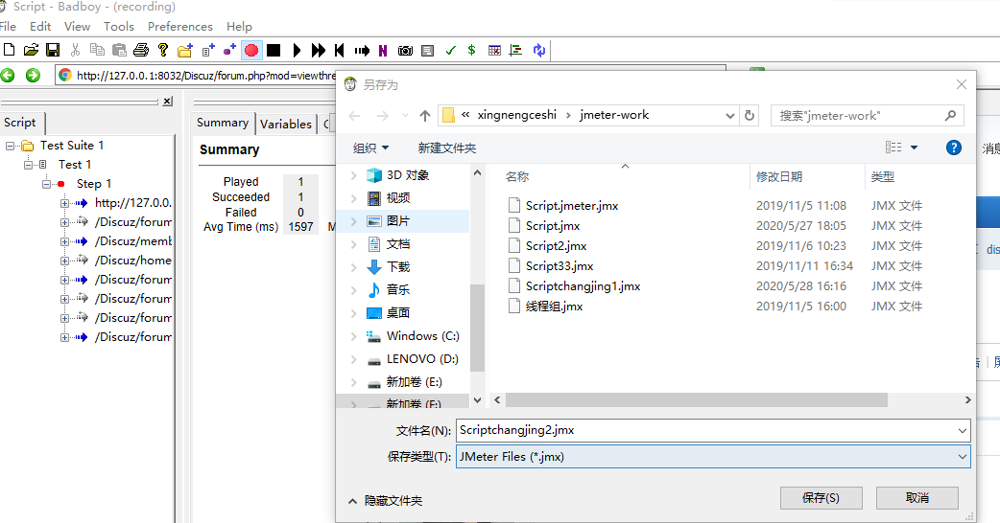 Script - Badboy - (recording)
File Edit View Tools Preferences Help
N $
http://127.0.0.1:8032/Discuz/forum.php?mod=viewthre
Script
Test Suite 1
Test 1
Step 1
http://127.0.0.
/Discuz/forum
/Discuz/memb
/Discuz/home
/Discuz/forum
/Discuz/forum
/Discuz/forum
/Discuz/forum
Summary Variables
Summary
Played 1
Succeeded 1
Failed 0
Avg Time (ms) 1597 M
另存为
« xingnengceshi › jmeter-work
搜索"jmeter-work"
组织 新建文件夹
?
消息
3D 对象
视频
图片
文档
下载
音乐
桌面
Windows (C:)
LENOVO (D:)
新加卷 (E:)
新加卷 (F:)
名称 修改日期 类型
Script.jmeter.jmx 2019/11/5 11:08 JMX 文件
Script.jmx 2020/5/27 18:05 JMX 文件
Script2.jmx 2019/11/6 10:23 JMX 文件
Script33.jmx 2019/11/11 16:34 JMX 文件
Scriptchangjing1.jmx 2020/5/28 16:16 JMX 文件
线程组.jmx 2019/11/5 16:00 JMX 文件
dis
文件名(N): Scriptchangjing2.jmx
保存类型(T): JMeter Files (*.jmx)
隐藏文件夹
保存(S) 取消